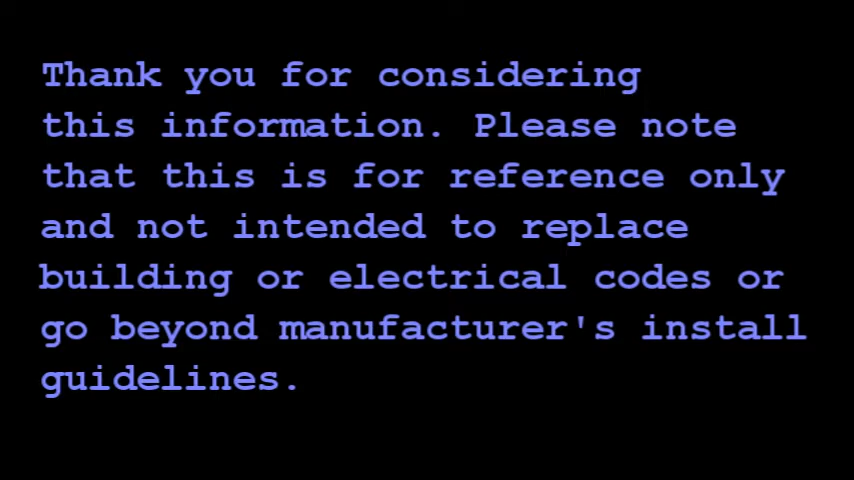 Thank you for considering
this information. Please note
that this is for reference only
and not intended to replace
building or electrical codes or
go beyond manufacturer's install
guidelines.